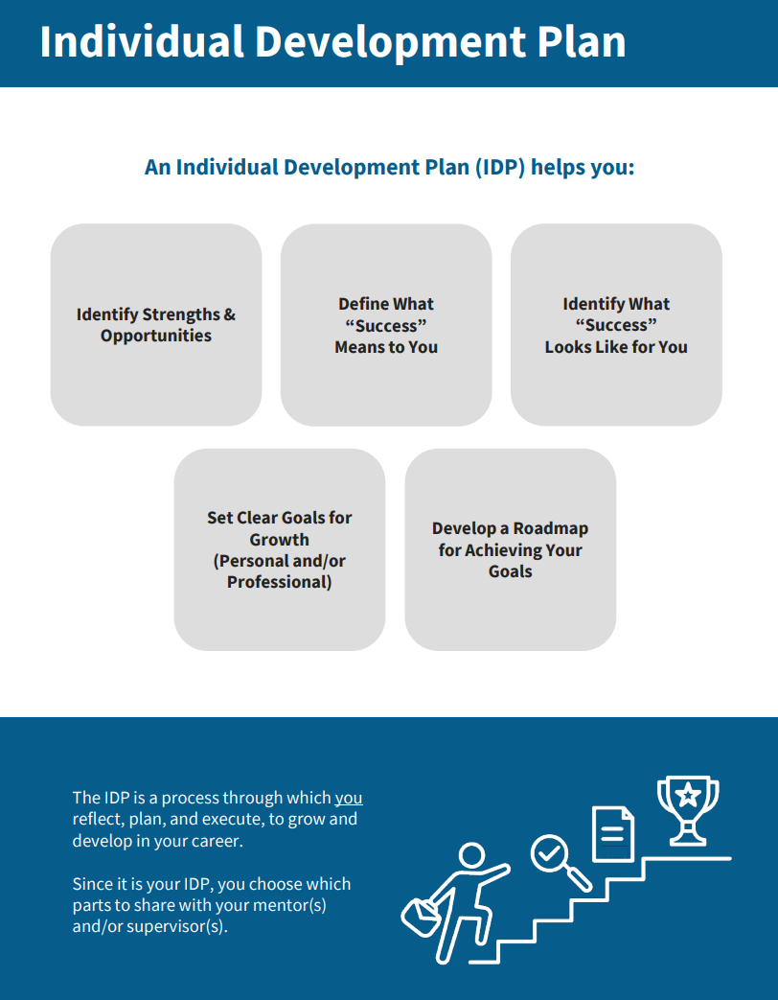 Individual Development Plan
An Individual Development Plan (IDP) helps you:
Identify Strengths &
Opportunities
Define What
“Success”
Means to You
Identify What
“Success”
Looks Like for You
Set Clear Goals for
Growth
(Personal and/or
Professional)
Develop a Roadmap
for Achieving Your
Goals
The IDP is a process through which you
reflect, plan, and execute, to grow and
develop in your career.
Since it is your IDP, you choose which
parts to share with your mentor(s)
and/or supervisor(s).